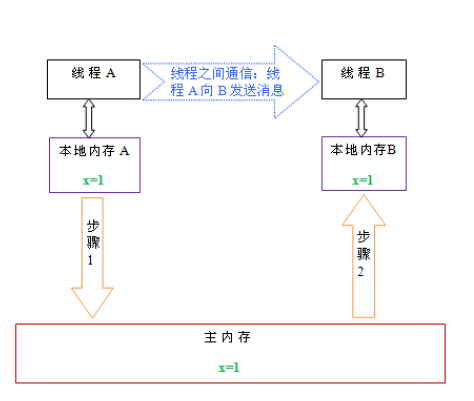 线程 A
线程之间通信：线
程 A 向 B 发送消息
线程 B
本地内存 A
x=1
本地内存B
x=1
步
骤
1
步
骤
2
主内存
x=1